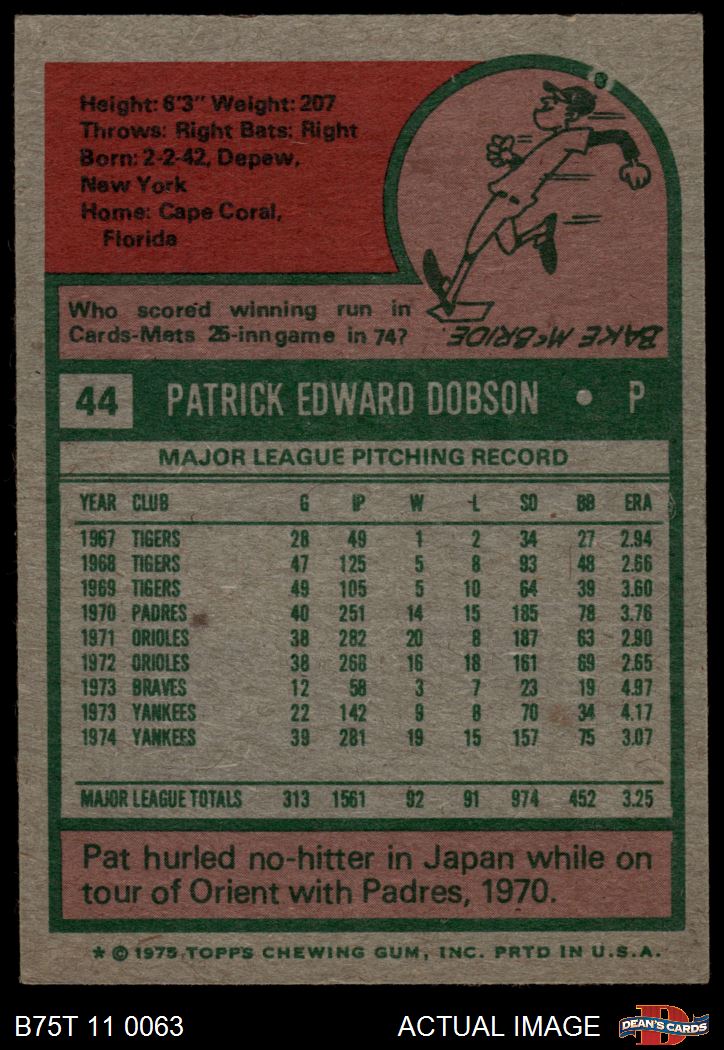 Height: 6'3" Weight: 207
Throws: Right Bats: Right
Born: 2-2-42, Depew,
New York
Home: Cape Coral,
Florida
Who scored winning run in
Cards-Mets 25-inn game in 74?
BAKE McBRIDE.
44 PATRICK EDWARD DOBSON • P
MAJOR LEAGUE PITCHING RECORD
YEAR CLUB G IP W L SO BB ERA
1967 TIGERS 28 49 1 2 34 27 2.94
1968 TIGERS 47 125 5 8 93 48 2.66
1969 TIGERS 49 105 5 10 64 39 3.60
1970 PADRES 40 251 14 15 185 78 3.76
1971 ORIOLES 38 282 20 8 187 63 2.90
1972 ORIOLES 38 268 16 18 161 69 2.65
1973 BRAVES 12 58 3 7 23 19 4.97
1973 YANKEES 22 142 9 8 70 34 4.17
1974 YANKEES 39 281 19 15 157 75 3.07
MAJOR LEAGUE TOTALS 313 1561 92 91 974 452 3.25
Pat hurled no-hitter in Japan while on
tour of Orient with Padres, 1970.
* © 1975 TOPPS CHEWING GUM, INC. PRTD IN U.S.A.
B75T 11 0063 ACTUAL IMAGE D DEAN'S CARDS